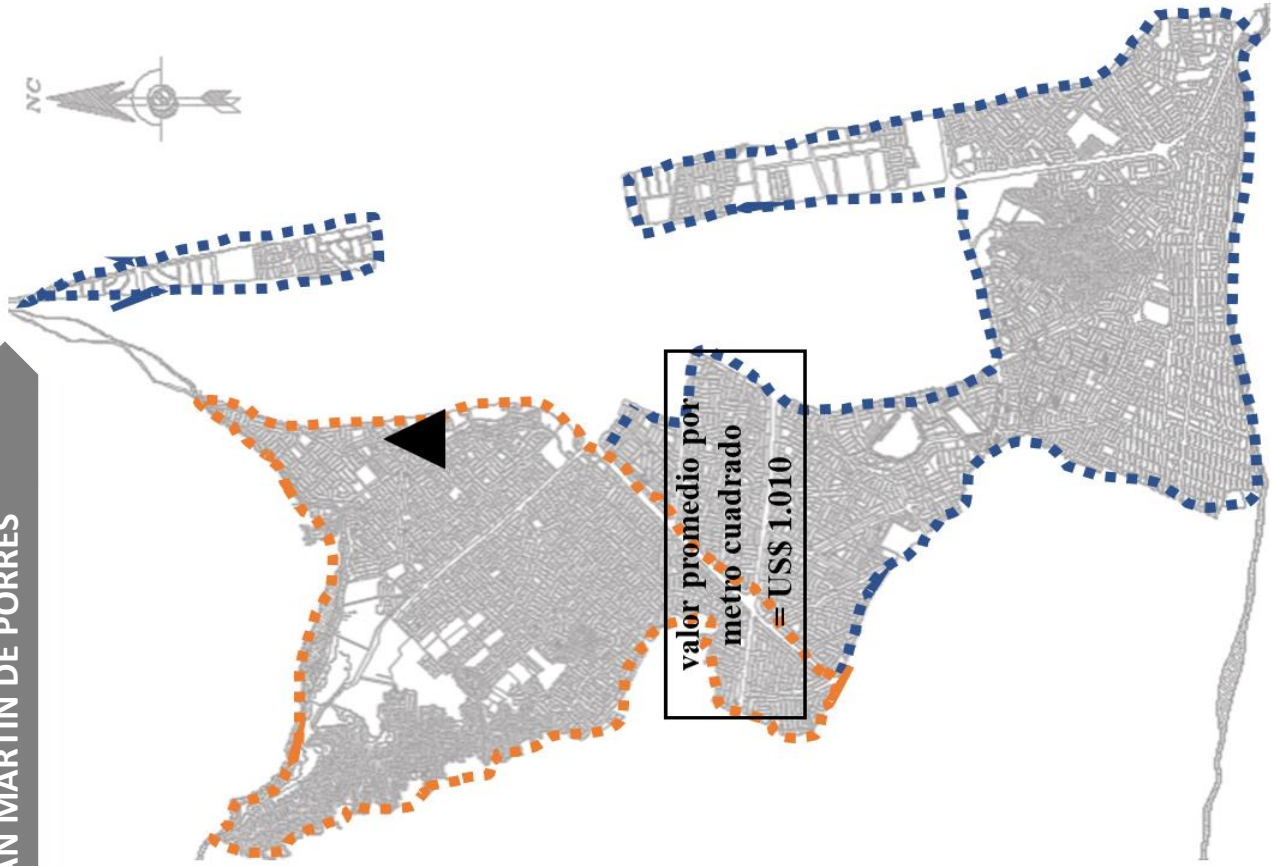 AN MARTIN DE PORRES
NC
valor promedio por
metro cuadrado
= US$ 1.010